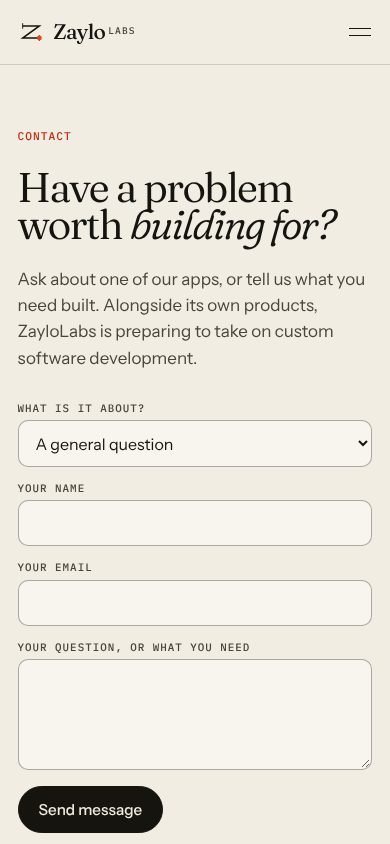 Zaylo LABS
CONTACT
Have a problem
worth building for?
Ask about one of our apps, or tell us what you
need built. Alongside its own products,
ZayloLabs is preparing to take on custom
software development.
WHAT IS IT ABOUT?
A general question
YOUR NAME
YOUR EMAIL
YOUR QUESTION, OR WHAT YOU NEED
Send message